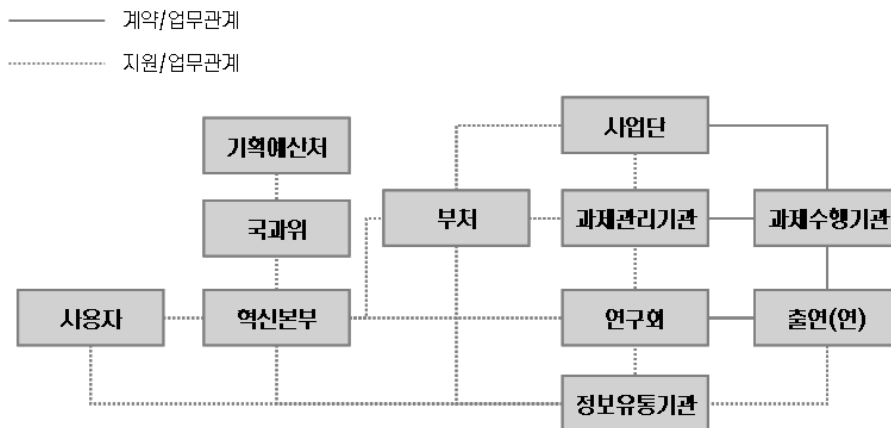 계약/업무관계
지원/업무관계
사업단
기획예산처
부처
과제관리기관
과제수행기관
국과위
사용자
혁신본부
연구회
출연(연)
정보유통기관